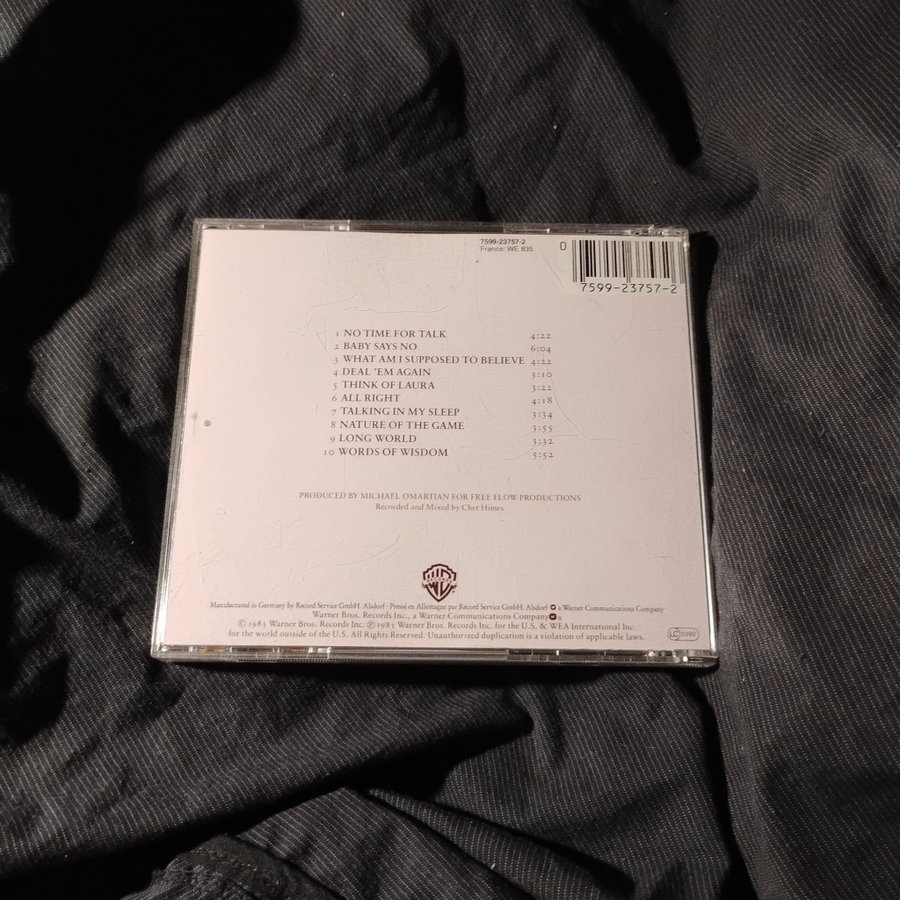 7599-23757-2
France: WE 835
0
7599-23757-2
1 NO TIME FOR TALK 4:22
2 BABY SAYS NO 6:04
3 WHAT AM I SUPPOSED TO BELIEVE 4:22
4 DEAL 'EM AGAIN 3:10
5 THINK OF LAURA 3:22
6 ALL RIGHT 4:18
7 TALKING IN MY SLEEP 3:34
8 NATURE OF THE GAME 3:55
9 LONG WORLD 3:32
10 WORDS OF WISDOM 5:52
PRODUCED BY MICHAEL OMARTIAN FOR FREE FLOW PRODUCTIONS
Recorded and Mixed by Chet Himes
Manufactured in Germany by Record Service GmbH. Alsdorf · Pressé en Allemagne par Record Service GmbH. Alsdorf a Warner Communications Company
Warner Bros. Records Inc., a Warner Communications Company ®
© 1983 Warner Bros. Records Inc. ℗ 1983 Warner Bros. Records Inc. for the U.S. & WEA International Inc.
for the world outside of the U.S. All Rights Reserved. Unauthorized duplication is a violation of applicable laws.
LC 0392